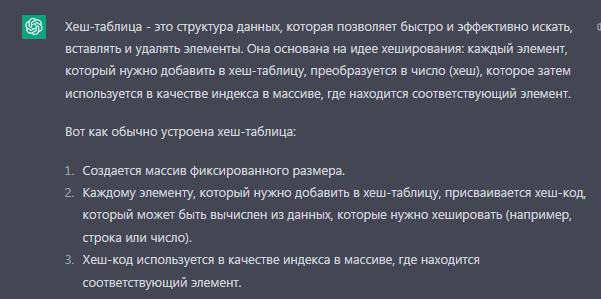 Хеш-таблица - это структура данных, которая позволяет быстро и эффективно искать,
вставлять и удалять элементы. Она основана на идее хеширования: каждый элемент,
который нужно добавить в хеш-таблицу, преобразуется в число (хеш), которое затем
используется в качестве индекса в массиве, где находится соответствующий элемент.
Вот как обычно устроена хеш-таблица:
1. Создается массив фиксированного размера.
2. Каждому элементу, который нужно добавить в хеш-таблицу, присваивается хеш-код,
который может быть вычислен из данных, которые нужно хешировать (например,
строка или число).
3. Хеш-код используется в качестве индекса в массиве, где находится
соответствующий элемент.